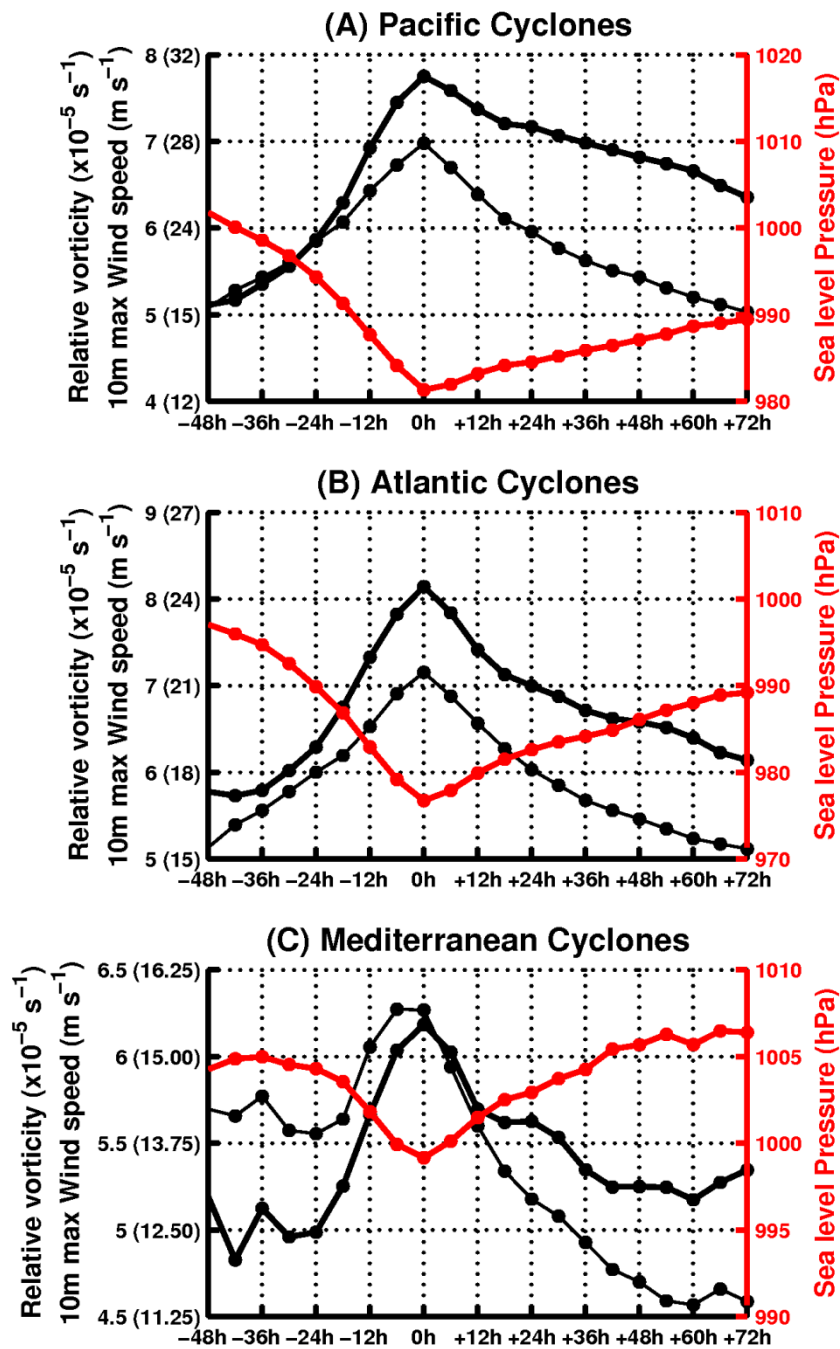 (A) Pacific Cyclones
Relative vorticity (x10⁻⁵ s⁻¹)
10m max Wind speed (m s⁻¹)
8 (32)
7 (28)
6 (24)
5 (15)
4 (12)
1020
1010
1000
990
980
Sea level Pressure (hPa)
−48h −36h −24h −12h 0h +12h +24h +36h +48h +60h +72h
(B) Atlantic Cyclones
Relative vorticity (x10⁻⁵ s⁻¹)
10m max Wind speed (m s⁻¹)
9 (27)
8 (24)
7 (21)
6 (18)
5 (15)
1010
1000
990
980
970
Sea level Pressure (hPa)
−48h −36h −24h −12h 0h +12h +24h +36h +48h +60h +72h
(C) Mediterranean Cyclones
Relative vorticity (x10⁻⁵ s⁻¹)
10m max Wind speed (m s⁻¹)
6.5 (16.25)
6 (15.00)
5.5 (13.75)
5 (12.50)
4.5 (11.25)
1010
1005
1000
995
990
Sea level Pressure (hPa)
−48h −36h −24h −12h 0h +12h +24h +36h +48h +60h +72h